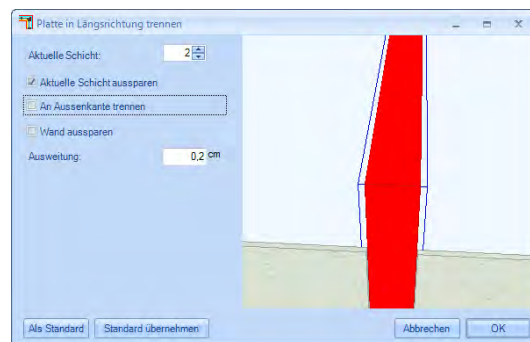 Platte in Längsrichtung trennen
Aktuelle Schicht: 2
Aktuelle Schicht aussparen
An Aussenkante trennen
Wand aussparen
Ausweitung: 0,2 cm
Als Standard Standard übernehmen Abbrechen OK